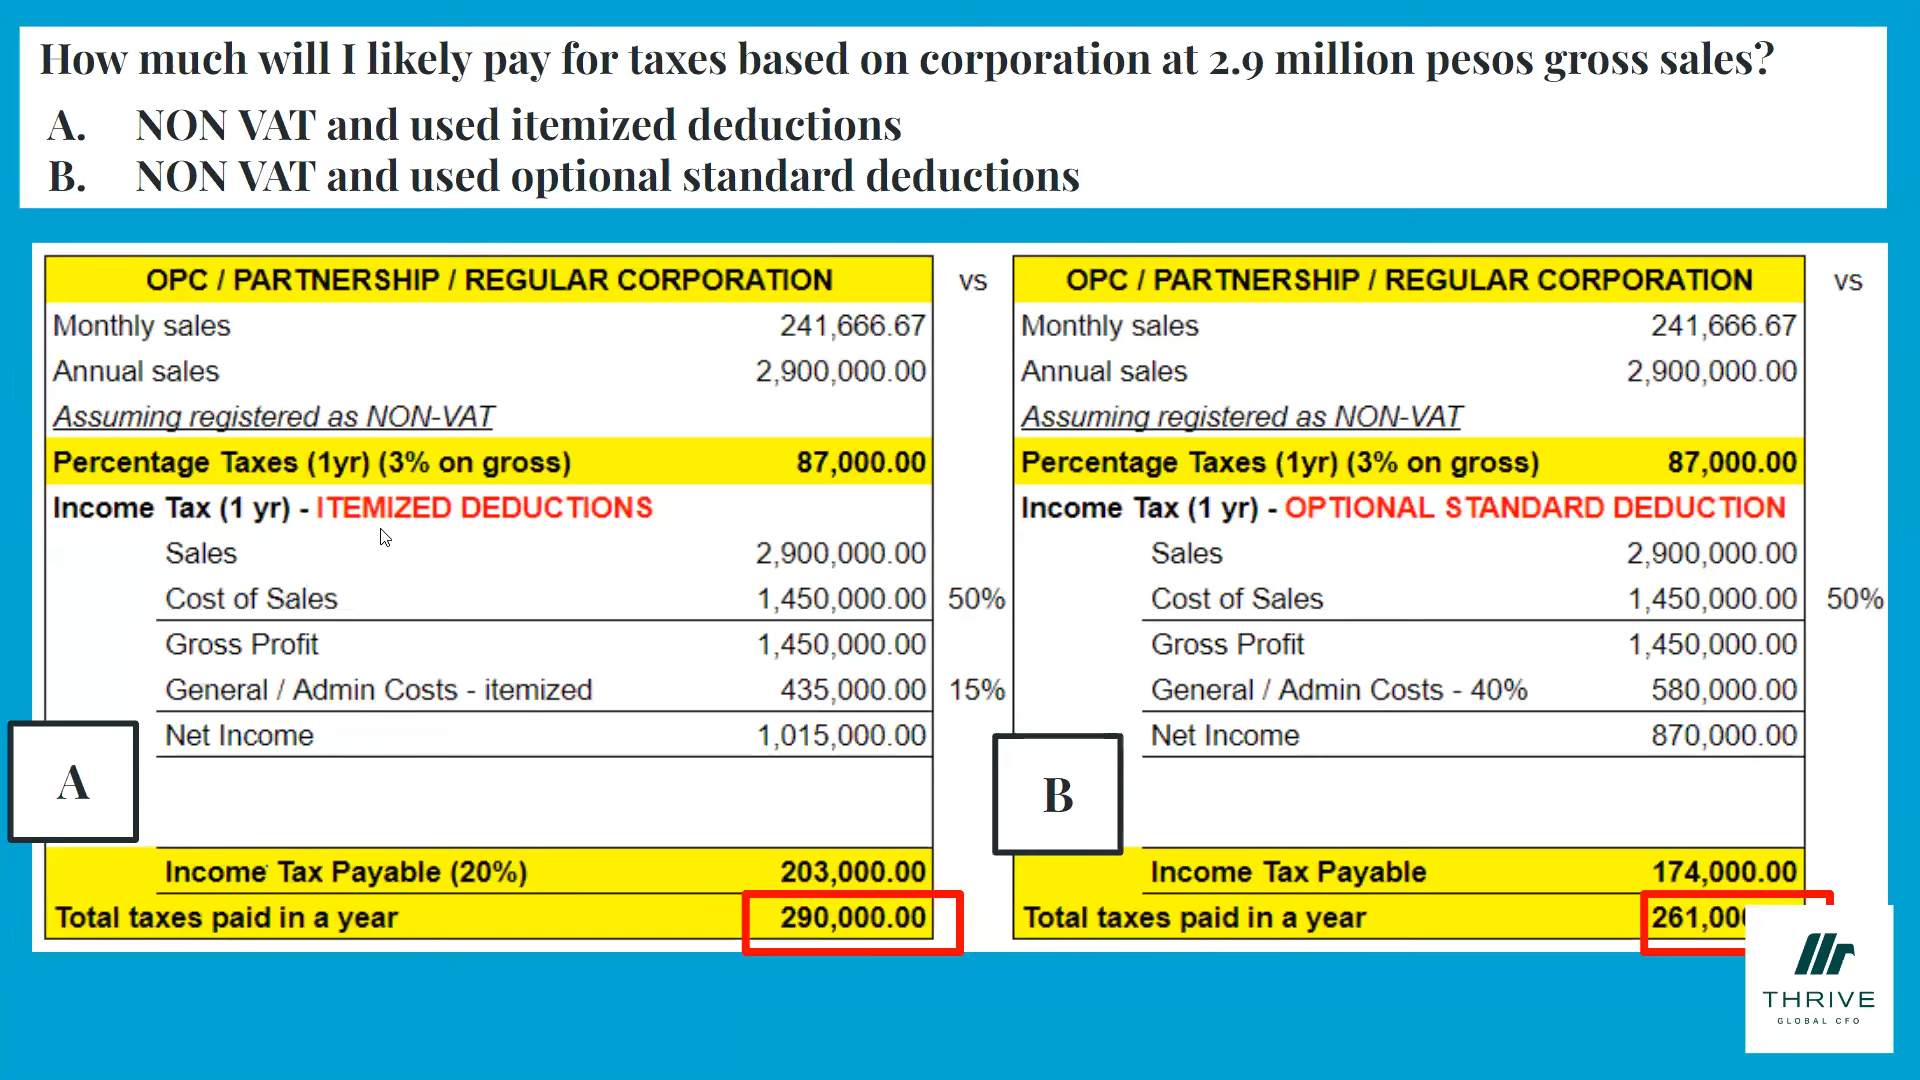 How much will I likely pay for taxes based on corporation at 2.9 million pesos gross sales?
A. NON VAT and used itemized deductions
B. NON VAT and used optional standard deductions
OPC / PARTNERSHIP / REGULAR CORPORATION
Monthly sales 241,666.67
Annual sales 2,900,000.00
Assuming registered as NON-VAT
Percentage Taxes (1yr) (3% on gross) 87,000.00
Income Tax (1 yr) - ITEMIZED DEDUCTIONS
Sales 2,900,000.00
Cost of Sales 1,450,000.00 50%
Gross Profit 1,450,000.00
General / Admin Costs - itemized 435,000.00 15%
Net Income 1,015,000.00
A
Income Tax Payable (20%) 203,000.00
Total taxes paid in a year 290,000.00
vs
OPC / PARTNERSHIP / REGULAR CORPORATION
Monthly sales 241,666.67
Annual sales 2,900,000.00
Assuming registered as NON-VAT
Percentage Taxes (1yr) (3% on gross) 87,000.00
Income Tax (1 yr) - OPTIONAL STANDARD DEDUCTION
Sales 2,900,000.00
Cost of Sales 1,450,000.00 50%
Gross Profit 1,450,000.00
General / Admin Costs - 40% 580,000.00
Net Income 870,000.00
B
Income Tax Payable 174,000.00
Total taxes paid in a year
vs
THRIVE
GLOBAL CFO